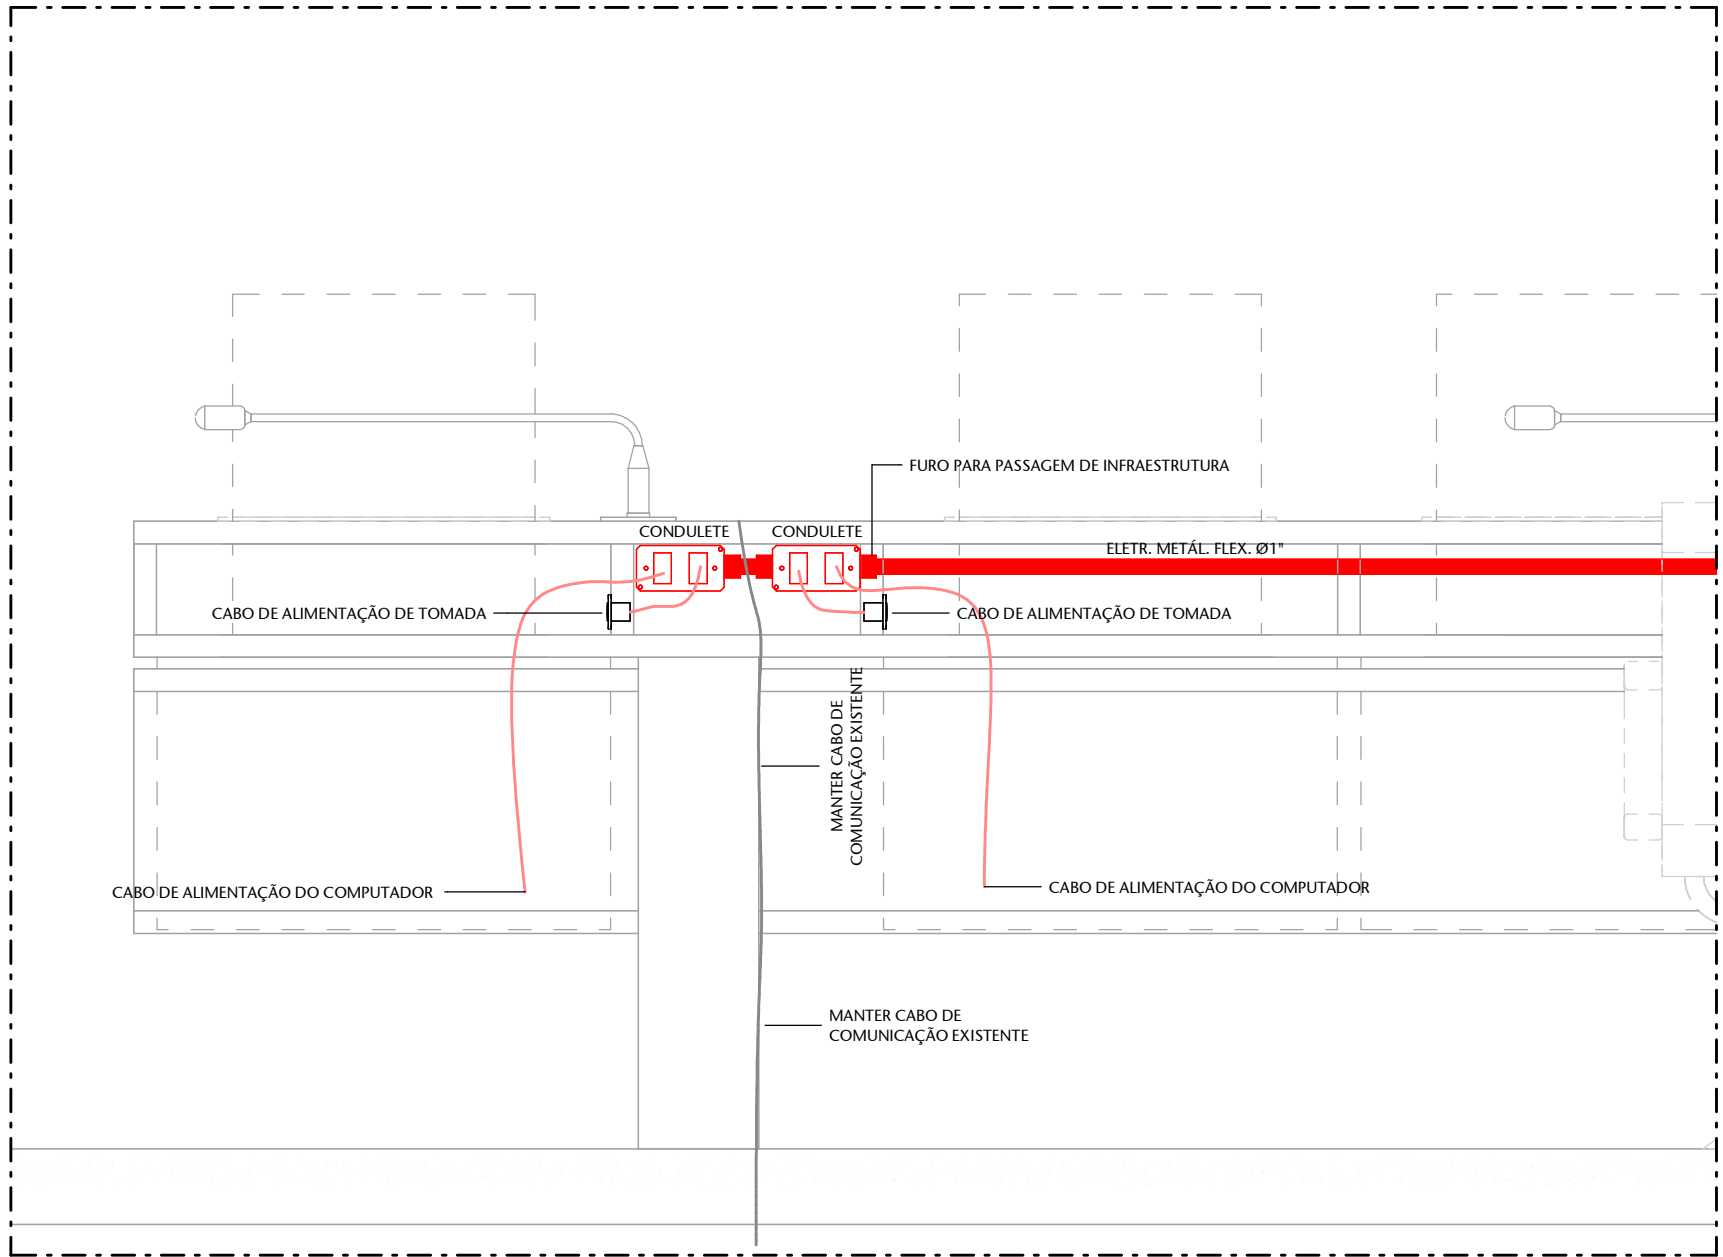 FURO PARA PASSAGEM DE INFRAESTRUTURA
CONDULETE
CONDULETE
ELETR. METÁL. FLEX. Ø1"
CABO DE ALIMENTAÇÃO DE TOMADA
CABO DE ALIMENTAÇÃO DE TOMADA
MANTER CABO DE
COMUNICAÇÃO EXISTENTE
CABO DE ALIMENTAÇÃO DO COMPUTADOR
CABO DE ALIMENTAÇÃO DO COMPUTADOR
MANTER CABO DE
COMUNICAÇÃO EXISTENTE